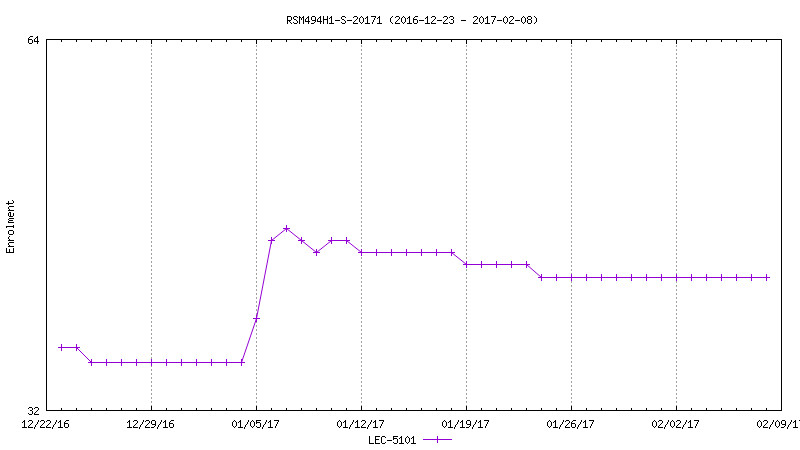 RSM494H1-S-20171 (2016-12-23 - 2017-02-08)
64
Enrolment
32
12/22/16 12/29/16 01/05/17 01/12/17 01/19/17 01/26/17 02/02/17 02/09/1
LEC-5101